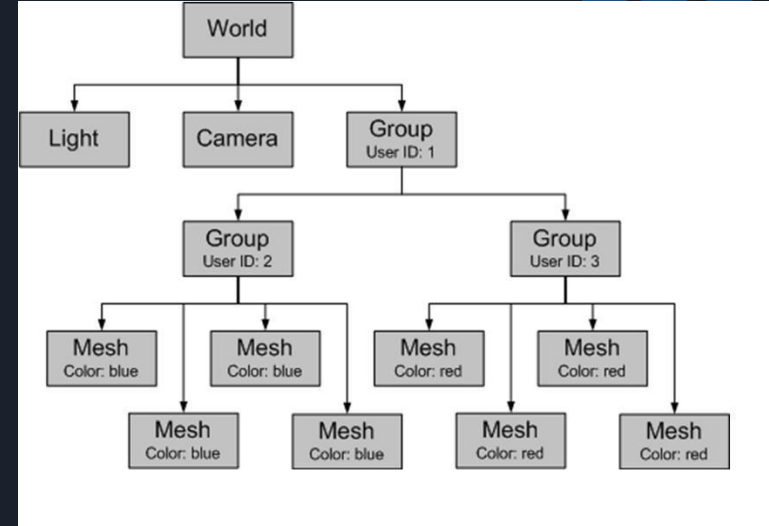 World
Light
Camera
Group
User ID: 1
Group
User ID: 2
Group
User ID: 3
Mesh
Color: blue
Mesh
Color: blue
Mesh
Color: red
Mesh
Color: red
Mesh
Color: blue
Mesh
Color: blue
Mesh
Color: red
Mesh
Color: red